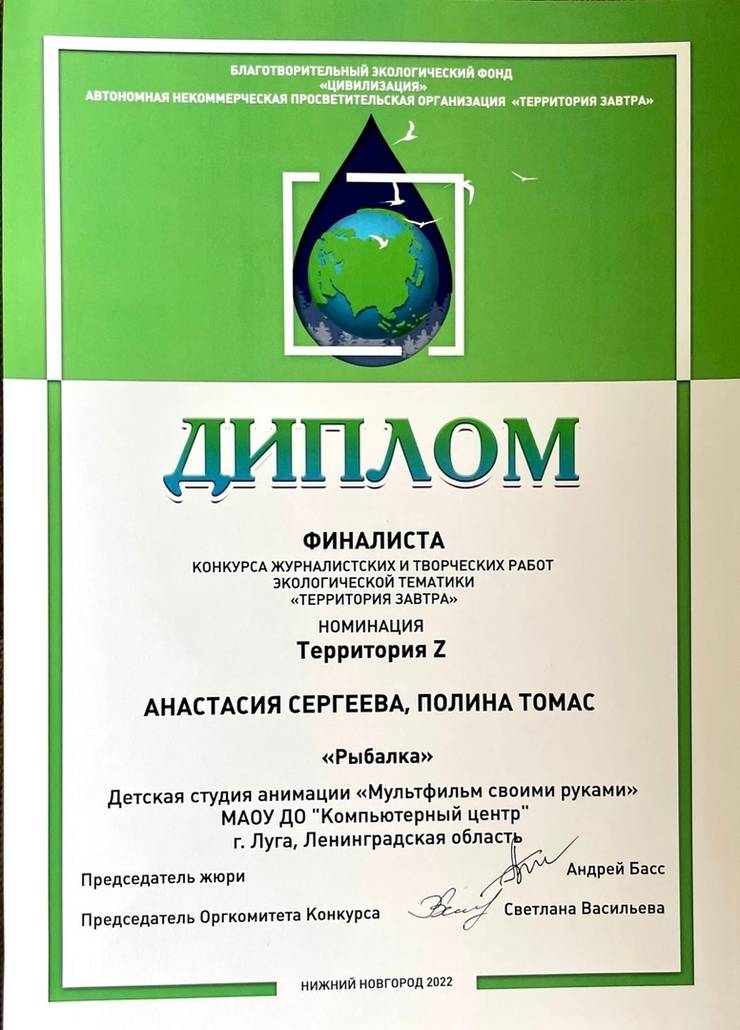 БЛАГОТВОРИТЕЛЬНЫЙ ЭКОЛОГИЧЕСКИЙ ФОНД
«ЦИВИЛИЗАЦИЯ»
АВТОНОМНАЯ НЕКОММЕРЧЕСКАЯ ПРОСВЕТИТЕЛЬСКАЯ ОРГАНИЗАЦИЯ «ТЕРРИТОРИЯ ЗАВТРА»
ДИПЛОМ
ФИНАЛИСТА
КОНКУРСА ЖУРНАЛИСТСКИХ И ТВОРЧЕСКИХ РАБОТ
ЭКОЛОГИЧЕСКОЙ ТЕМАТИКИ
«ТЕРРИТОРИЯ ЗАВТРА»
НОМИНАЦИЯ
Территория Z
АНАСТАСИЯ СЕРГЕЕВА, ПОЛИНА ТОМАС
«Рыбалка»
Детская студия анимации «Мультфильм своими руками»
МАОУ ДО "Компьютерный центр"
г. Луга, Ленинградская область
Председатель жюри Андрей Басс
Председатель Оргкомитета Конкурса Светлана Васильева
НИЖНИЙ НОВГОРОД 2022